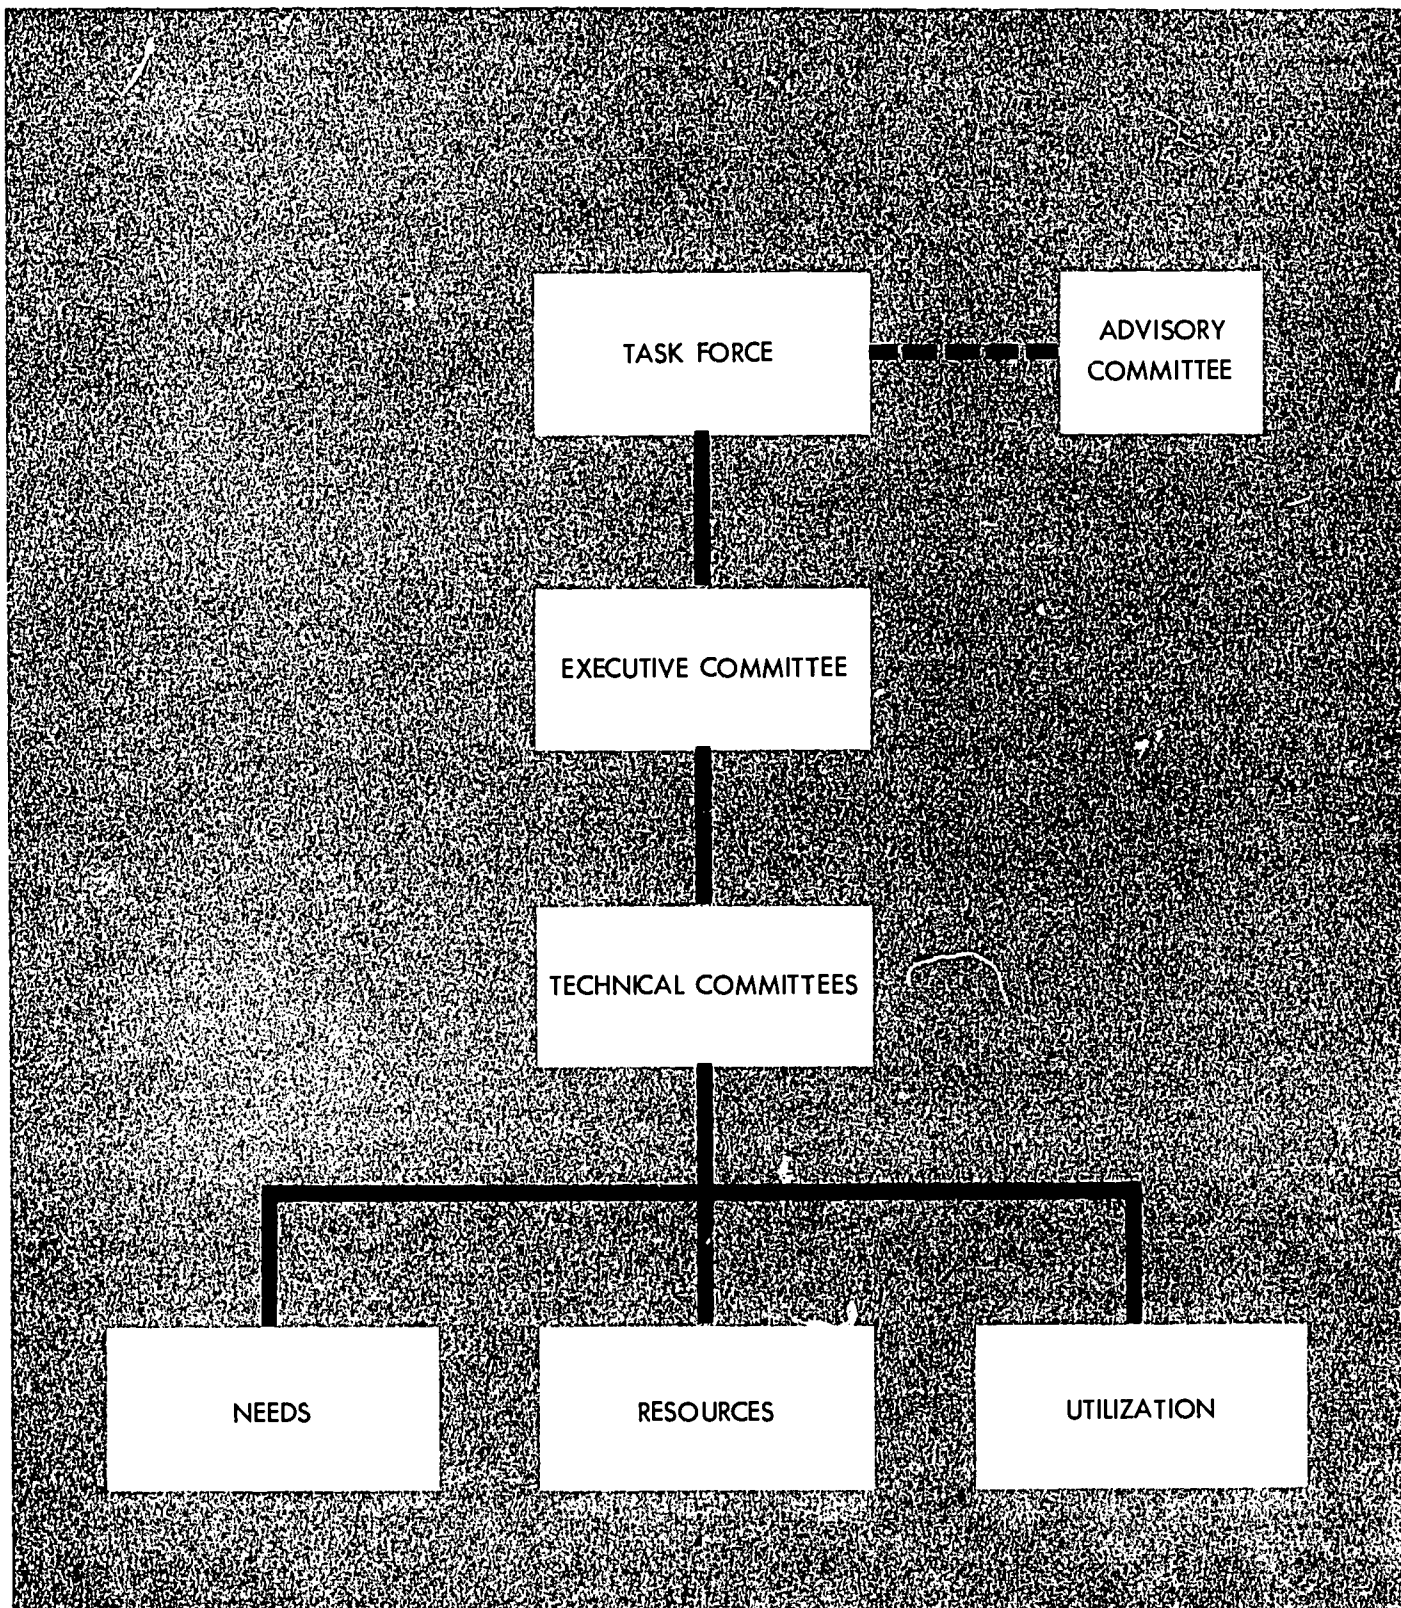 TASK FORCE
ADVISORY
COMMITTEE
EXECUTIVE COMMITTEE
TECHNICAL COMMITTEES
NEEDS
RESOURCES
UTILIZATION